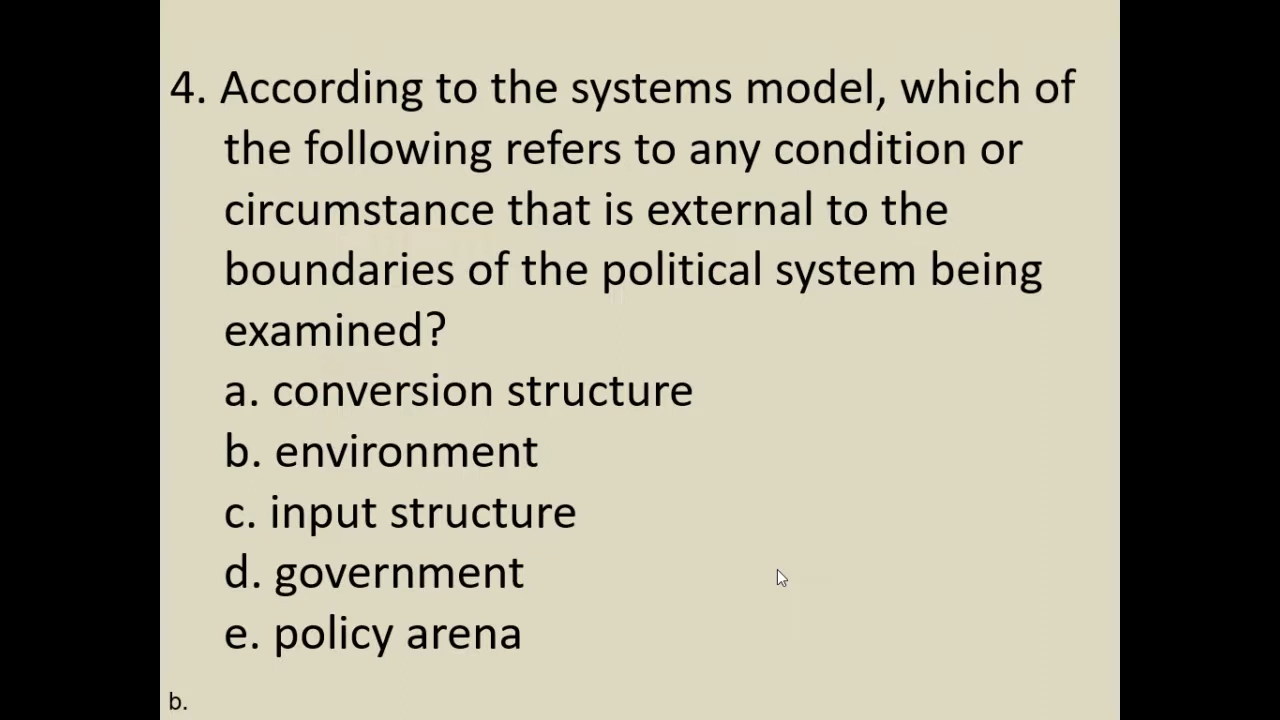 4. According to the systems model, which of
the following refers to any condition or
circumstance that is external to the
boundaries of the political system being
examined?
a. conversion structure
b. environment
c. input structure
d. government
e. policy arena
b.